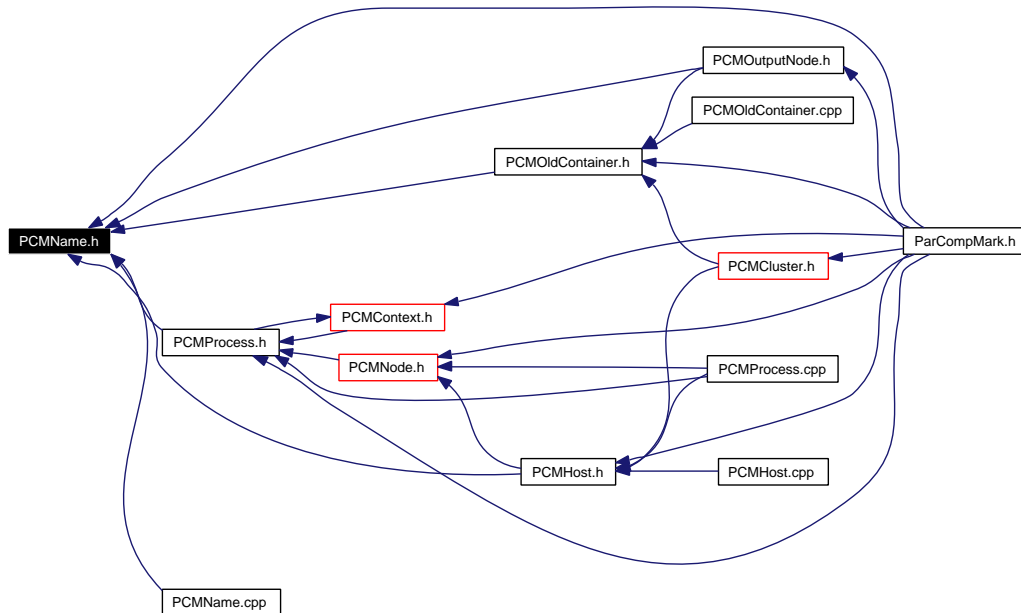 PCMOutputNode.h
PCMOldContainer.cpp
PCMOldContainer.h
PCMName.h
ParCompMark.h
PCMCluster.h
PCMContext.h
PCMProcess.h
PCMNode.h
PCMProcess.cpp
PCMHost.h
PCMHost.cpp
PCMName.cpp